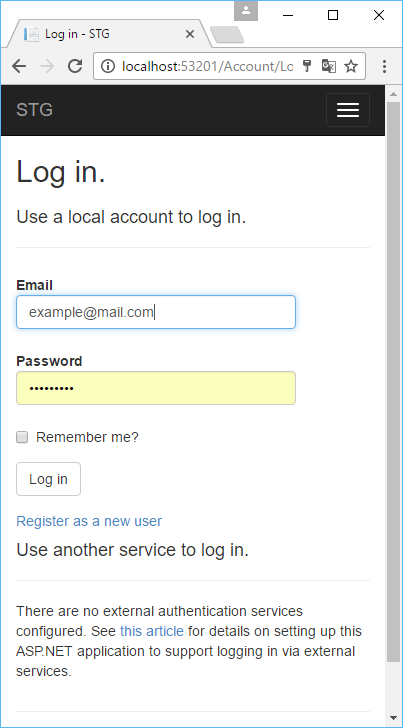 Log in - STG
localhost:53201/Account/Lo
STG
Log in.
Use a local account to log in.
Email
example@mail.com
Password
•••••••••
Remember me?
Log in
Register as a new user
Use another service to log in.
There are no external authentication services
configured. See this article for details on setting up this
ASP.NET application to support logging in via external
services.